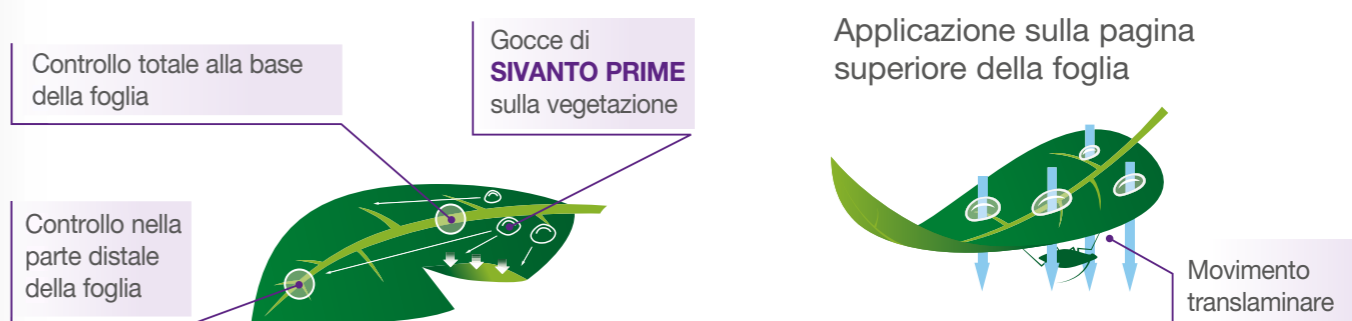 Controllo totale alla base
della foglia
Gocce di
SIVANTO PRIME
sulla vegetazione
Controllo nella
parte distale
della foglia
Applicazione sulla pagina
superiore della foglia
Movimento
translaminare